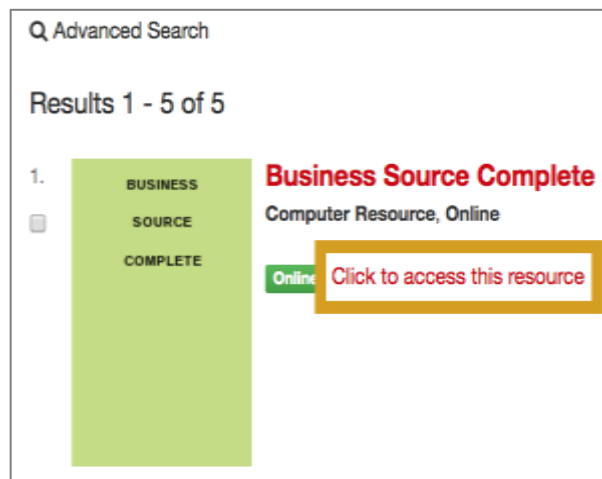 Advanced Search
Results 1 - 5 of 5
1.
BUSINESS
SOURCE
COMPLETE
Business Source Complete
Computer Resource, Online
Online
Click to access this resource